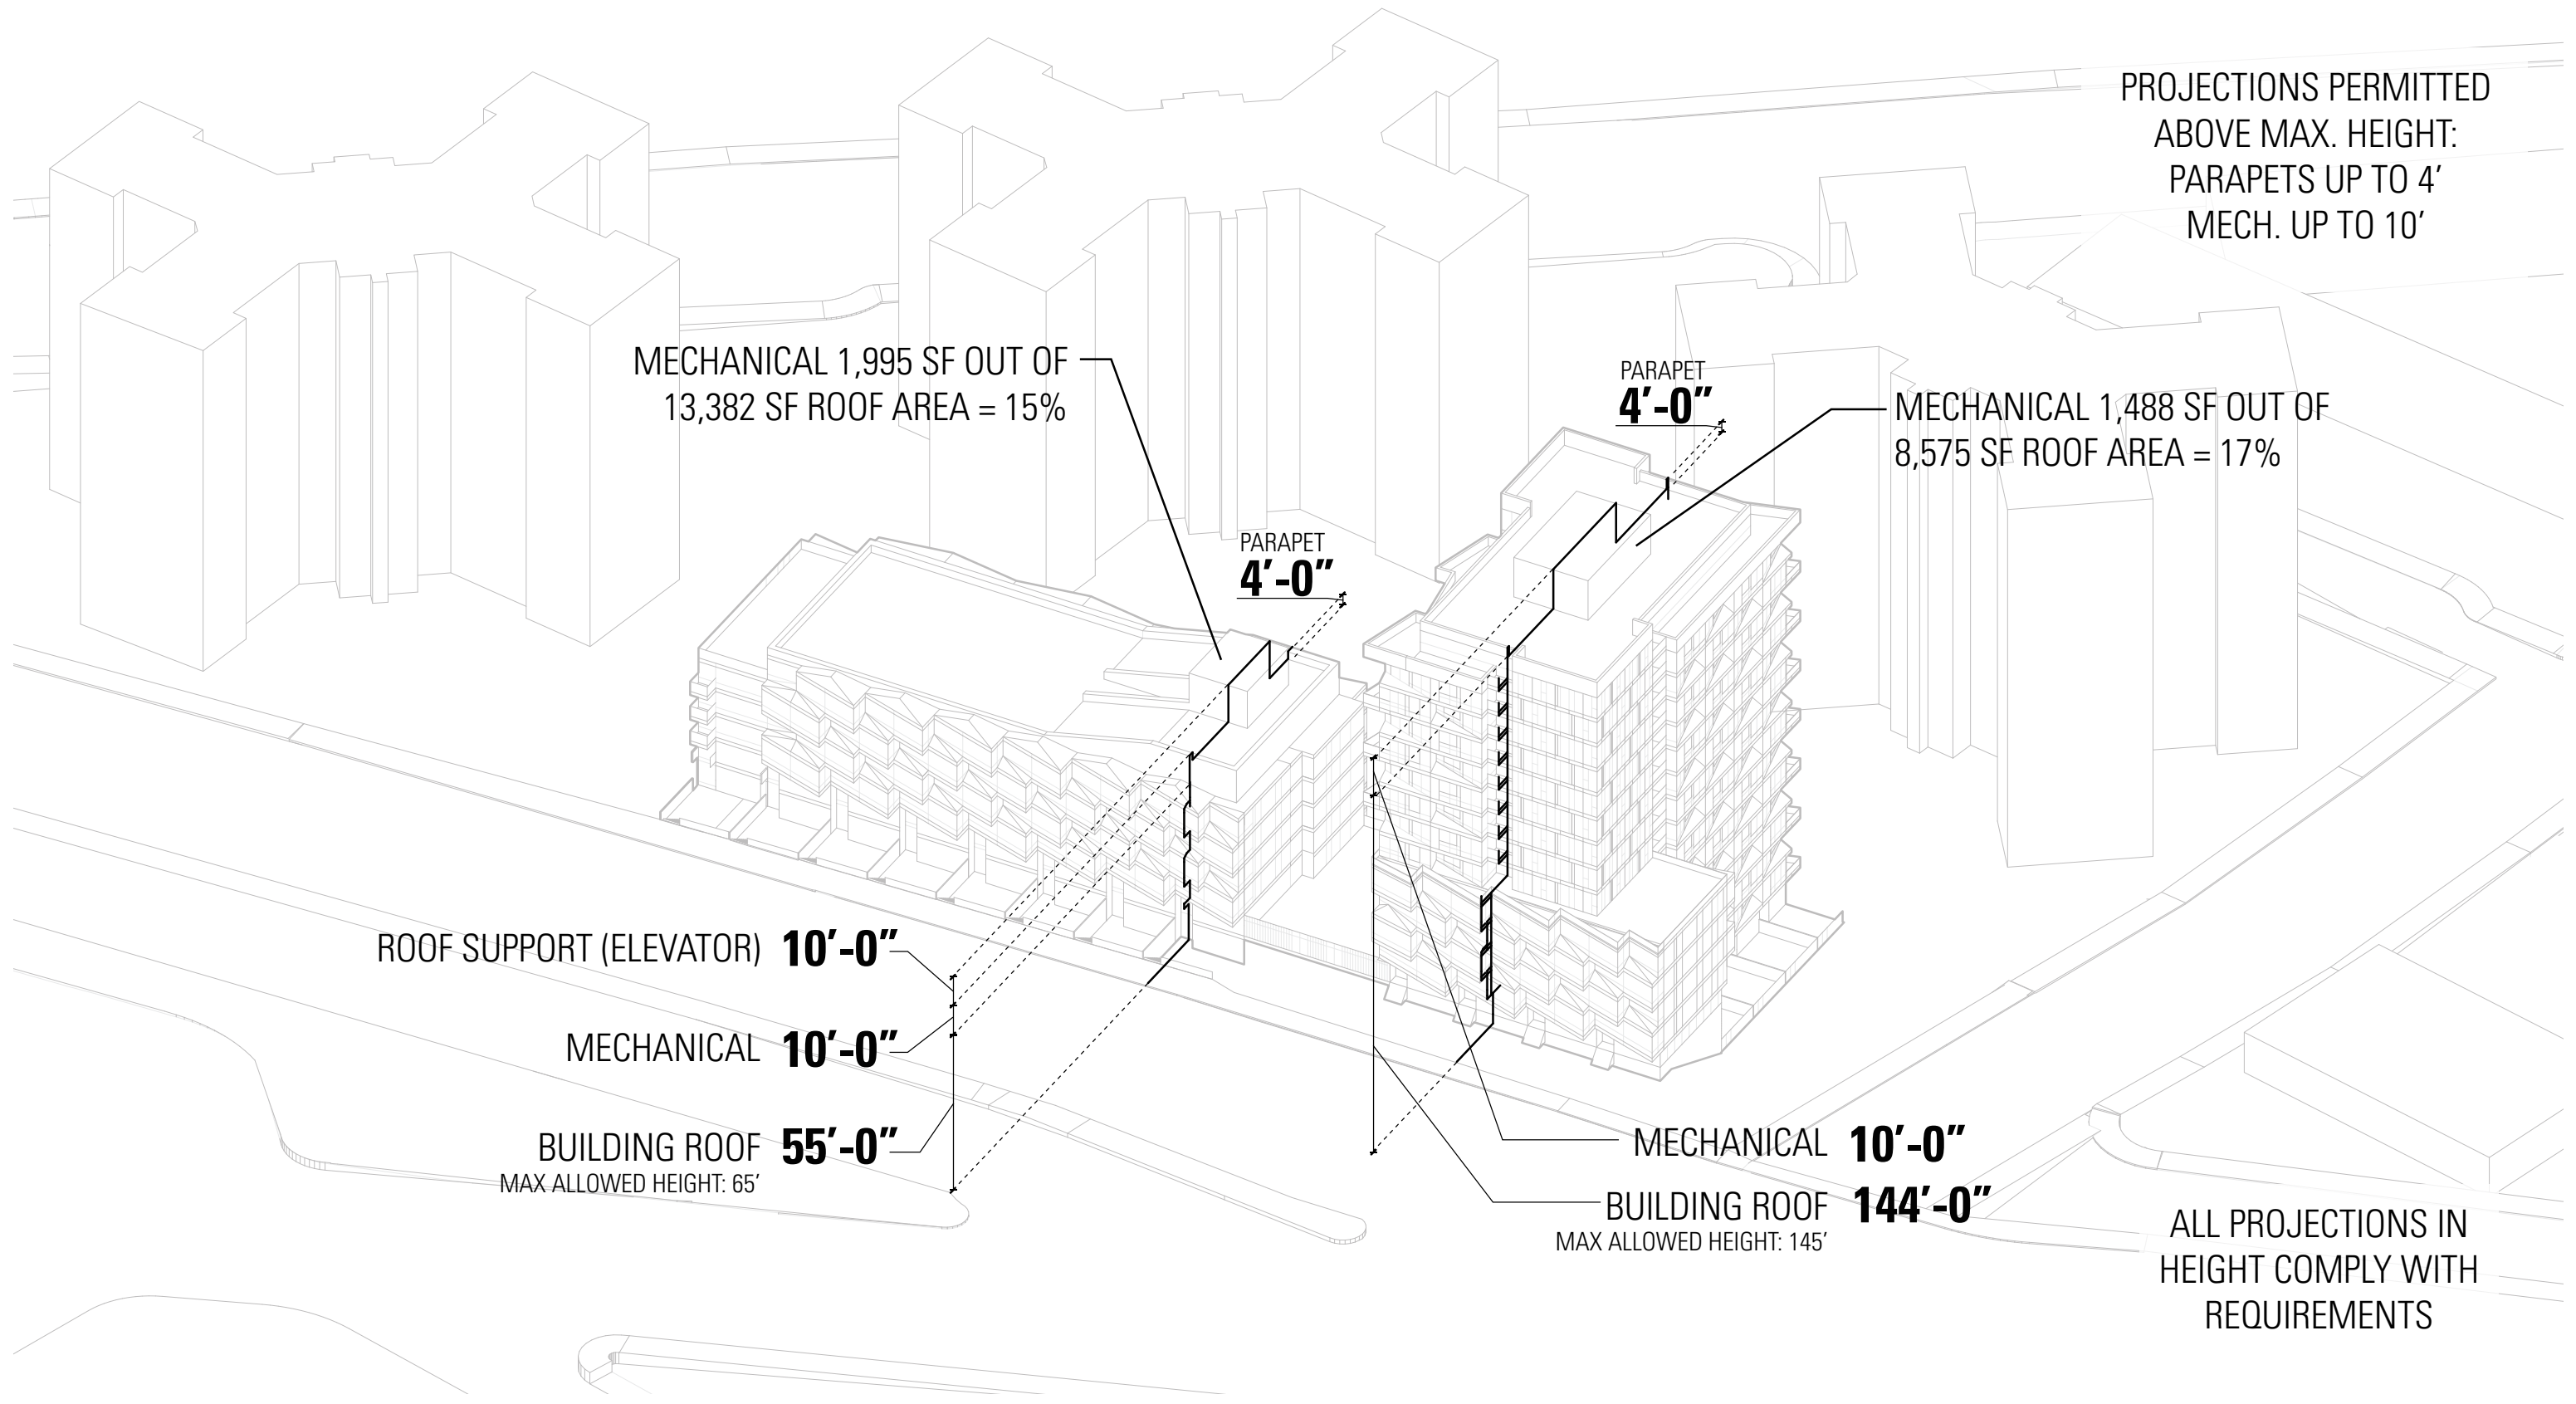 PROJECTIONS PERMITTED
ABOVE MAX. HEIGHT:
PARAPETS UP TO 4′
MECH. UP TO 10′
MECHANICAL 1,995 SF OUT OF
13,382 SF ROOF AREA = 15%
PARAPET
4′-0″
MECHANICAL 1,488 SF OUT OF
8,575 SF ROOF AREA = 17%
PARAPET
4′-0″
ROOF SUPPORT (ELEVATOR) 10′-0″
MECHANICAL 10′-0″
BUILDING ROOF 55′-0″
MAX ALLOWED HEIGHT: 65′
MECHANICAL 10′-0″
BUILDING ROOF 144′-0″
MAX ALLOWED HEIGHT: 145′
ALL PROJECTIONS IN
HEIGHT COMPLY WITH
REQUIREMENTS